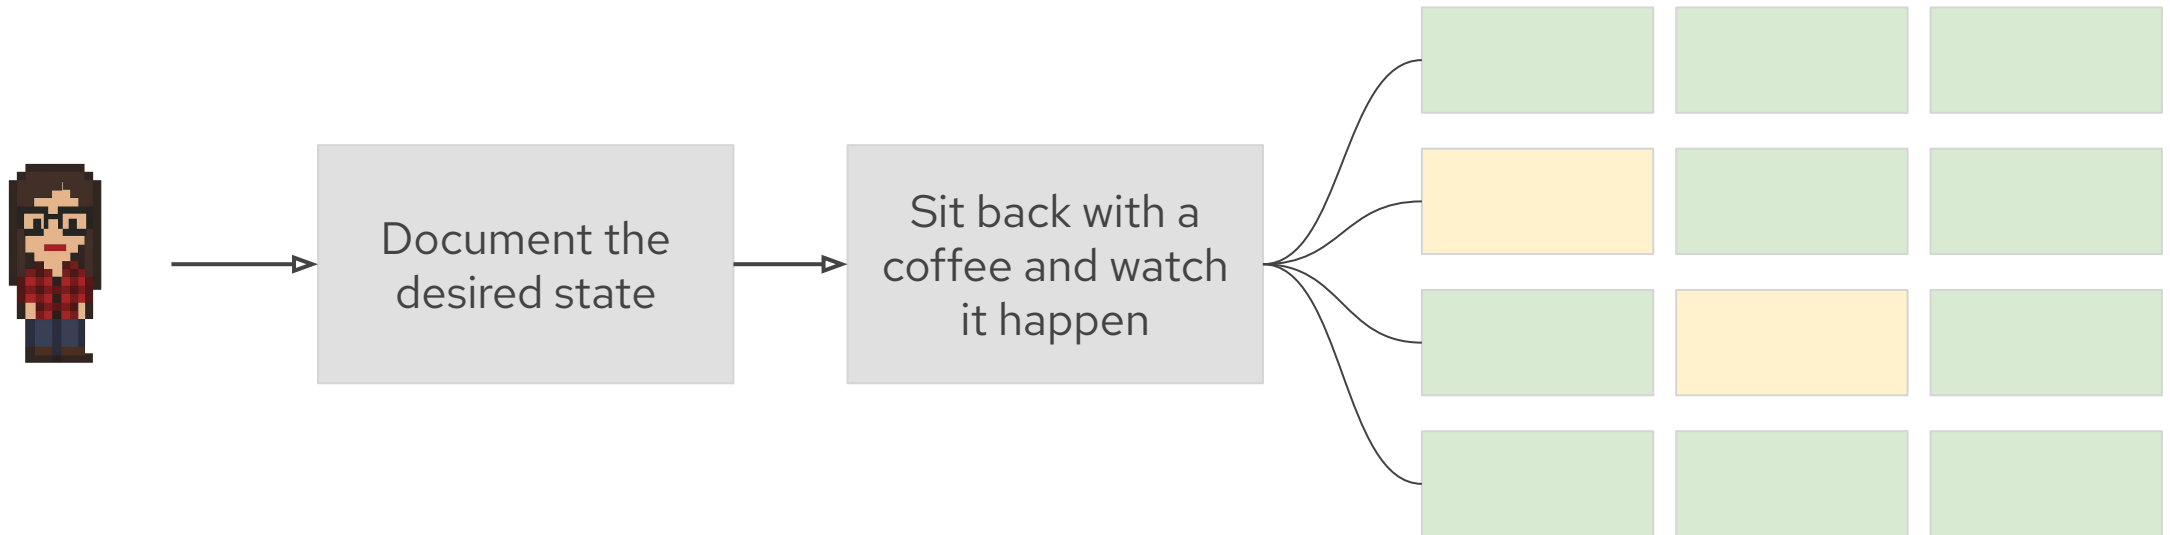 Document the
desired state
Sit back with a
coffee and watch
it happen